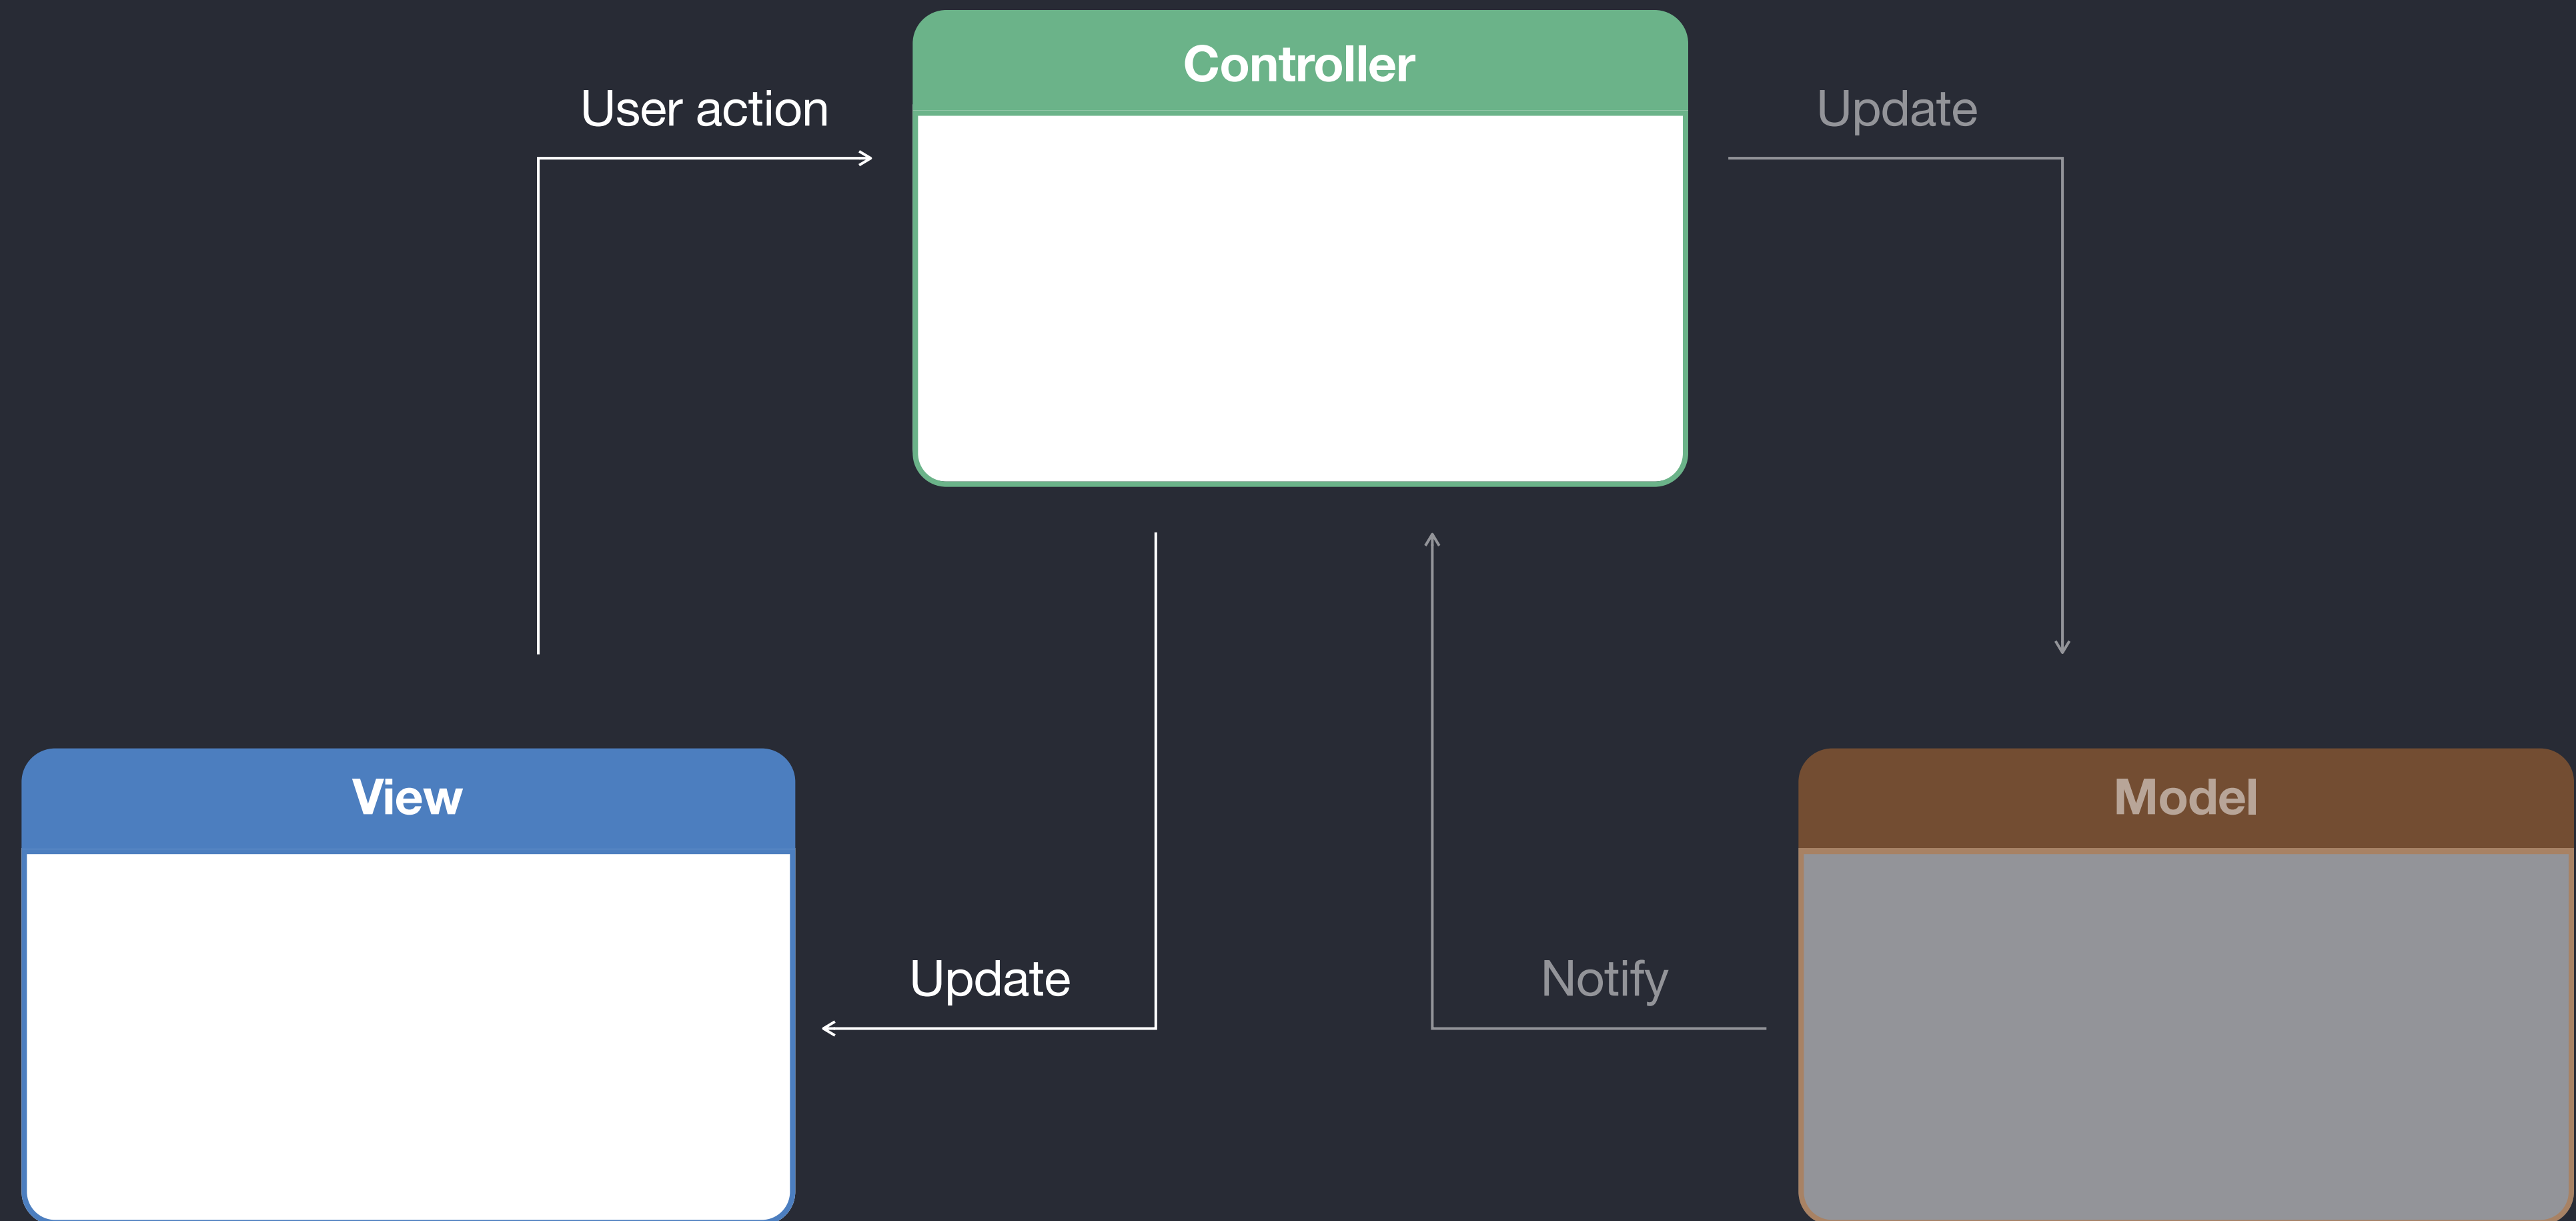 Controller
User action
Update
View
Model
Update
Notify